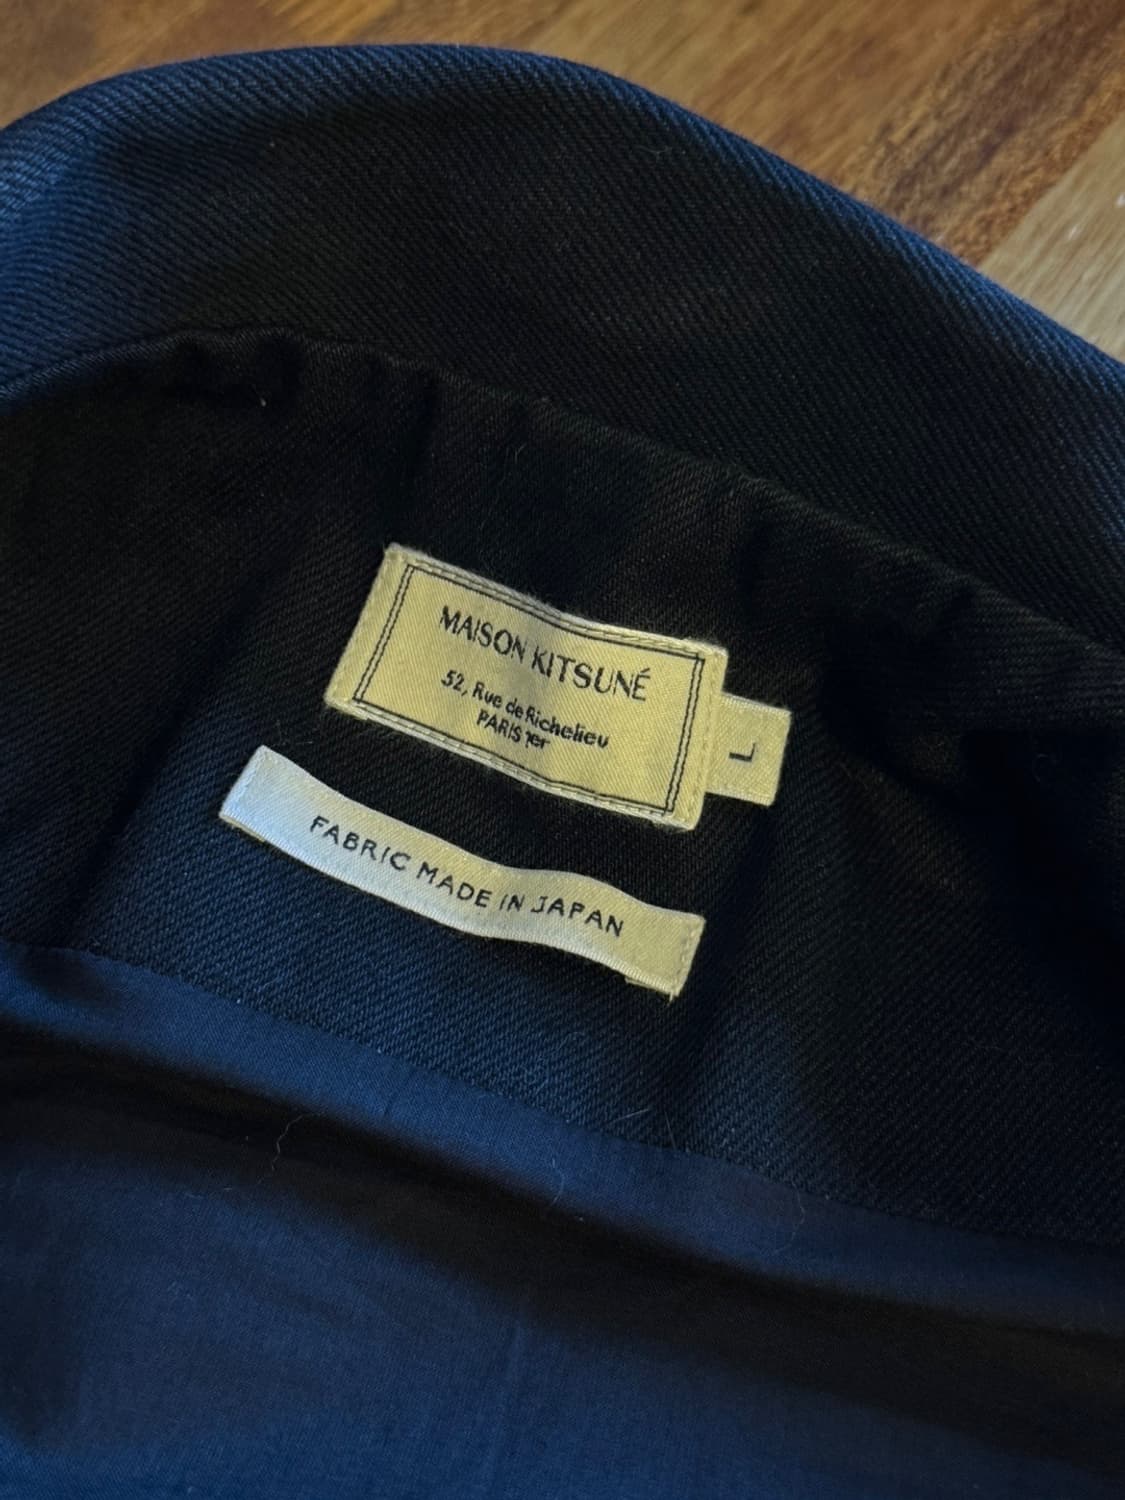 MAISON KITSUNÉ
52, Rue de Richelieu
PARIS 1er
L
FABRIC MADE IN JAPAN